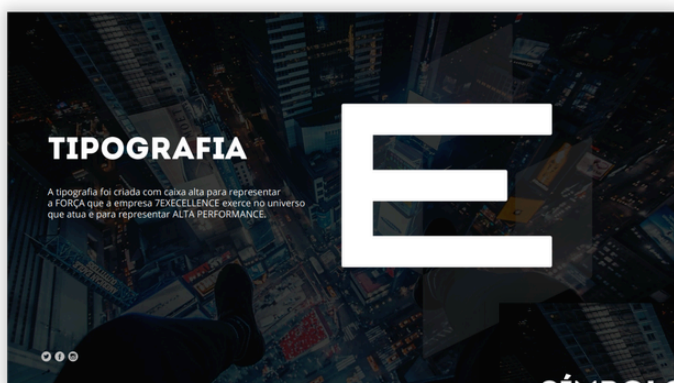 TIPOGRAFIA
A tipografia foi criada com caixa alta para representar
a FORÇA que a empresa 7EXECELLENCE exerce no universo
que atua e para representar ALTA PERFORMANCE.
E